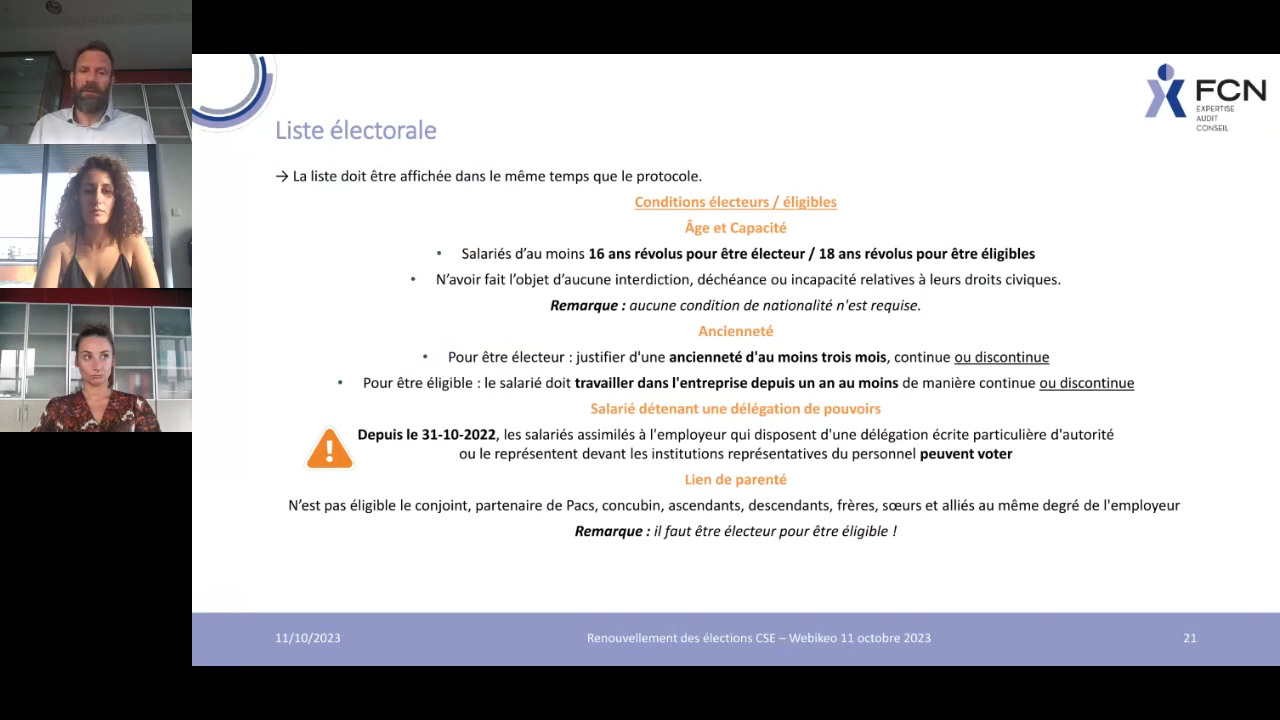 FCN
EXPERTISE
AUDIT
CONSEIL
Liste électorale
→ La liste doit être affichée dans le même temps que le protocole.
Conditions électeurs / éligibles
Âge et Capacité
• Salariés d’au moins 16 ans révolus pour être électeur / 18 ans révolus pour être éligibles
• N’avoir fait l’objet d’aucune interdiction, déchéance ou incapacité relatives à leurs droits civiques.
Remarque : aucune condition de nationalité n'est requise.
Ancienneté
• Pour être électeur : justifier d'une ancienneté d'au moins trois mois, continue ou discontinue
• Pour être éligible : le salarié doit travailler dans l'entreprise depuis un an au moins de manière continue ou discontinue
Salarié détenant une délégation de pouvoirs
Depuis le 31-10-2022, les salariés assimilés à l'employeur qui disposent d'une délégation écrite particulière d'autorité
ou le représentent devant les institutions représentatives du personnel peuvent voter
Lien de parenté
N’est pas éligible le conjoint, partenaire de Pacs, concubin, ascendants, descendants, frères, sœurs et alliés au même degré de l'employeur
Remarque : il faut être électeur pour être éligible !
11/10/2023
Renouvellement des élections CSE – Webikeo 11 octobre 2023
21